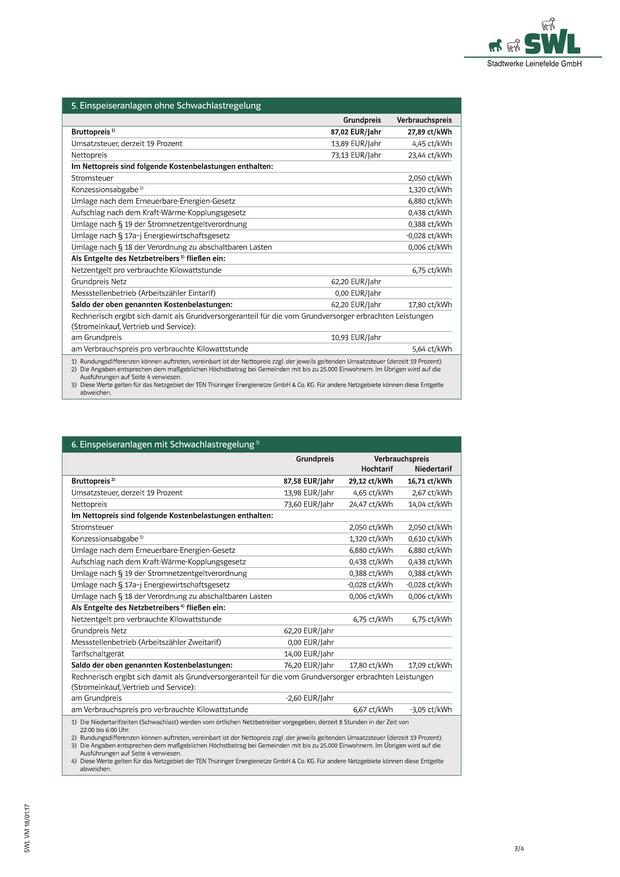 SWL
Stadtwerke Leinefelde GmbH
5. Einspeiseanlagen ohne Schwachlastregelung
Grundpreis Verbrauchspreis
Bruttopreis 1) 87,02 EUR/Jahr 27,89 ct/kWh
Umsatzsteuer, derzeit 19 Prozent 13,89 EUR/Jahr 4,45 ct/kWh
Nettopreis 73,13 EUR/Jahr 23,44 ct/kWh
Im Nettopreis sind folgende Kostenbelastungen enthalten:
Stromsteuer 2,050 ct/kWh
Konzessionsabgabe 2) 1,320 ct/kWh
Umlage nach dem Erneuerbare-Energien-Gesetz 6,880 ct/kWh
Aufschlag nach dem Kraft-Wärme-Kopplungsgesetz 0,438 ct/kWh
Umlage nach § 19 der Stromnetzentgeltverordnung 0,388 ct/kWh
Umlage nach § 17a-j Energiewirtschaftsgesetz -0,028 ct/kWh
Umlage nach § 18 der Verordnung zu abschaltbaren Lasten 0,006 ct/kWh
Als Entgelte des Netzbetreibers 3) fließen ein:
Netzentgelt pro verbrauchte Kilowattstunde 6,75 ct/kWh
Grundpreis Netz 62,20 EUR/Jahr
Messstellenbetrieb (Arbeitszähler Eintarif) 0,00 EUR/Jahr
Saldo der oben genannten Kostenbelastungen: 62,20 EUR/Jahr 17,80 ct/kWh
Rechnerisch ergibt sich damit als Grundversorgeranteil für die vom Grundversorger erbrachten Leistungen
(Stromeinkauf, Vertrieb und Service):
am Grundpreis 10,93 EUR/Jahr
am Verbrauchspreis pro verbrauchte Kilowattstunde 5,64 ct/kWh
1) Rundungsdifferenzen können auftreten, vereinbart ist der Nettopreis zzgl. der jeweils geltenden Umsatzsteuer (derzeit 19 Prozent).
2) Die Angaben entsprechen dem maßgeblichen Höchstbetrag bei Gemeinden mit bis zu 25.000 Einwohnern. Im Übrigen wird auf die
Ausführungen auf Seite 4 verwiesen.
3) Diese Werte gelten für das Netzgebiet der TEN Thüringer Energienetze GmbH & Co. KG. Für andere Netzgebiete können diese Entgelte
abweichen.
6. Einspeiseanlagen mit Schwachlastregelung 1)
Grundpreis Verbrauchspreis
Hochtarif Niedertarif
Bruttopreis 2) 87,58 EUR/Jahr 29,12 ct/kWh 16,71 ct/kWh
Umsatzsteuer, derzeit 19 Prozent 13,98 EUR/Jahr 4,65 ct/kWh 2,67 ct/kWh
Nettopreis 73,60 EUR/Jahr 24,47 ct/kWh 14,04 ct/kWh
Im Nettopreis sind folgende Kostenbelastungen enthalten:
Stromsteuer 2,050 ct/kWh 2,050 ct/kWh
Konzessionsabgabe 3) 1,320 ct/kWh 0,610 ct/kWh
Umlage nach dem Erneuerbare-Energien-Gesetz 6,880 ct/kWh 6,880 ct/kWh
Aufschlag nach dem Kraft-Wärme-Kopplungsgesetz 0,438 ct/kWh 0,438 ct/kWh
Umlage nach § 19 der Stromnetzentgeltverordnung 0,388 ct/kWh 0,388 ct/kWh
Umlage nach § 17a-j Energiewirtschaftsgesetz -0,028 ct/kWh -0,028 ct/kWh
Umlage nach § 18 der Verordnung zu abschaltbaren Lasten 0,006 ct/kWh 0,006 ct/kWh
Als Entgelte des Netzbetreibers 4) fließen ein:
Netzentgelt pro verbrauchte Kilowattstunde 6,75 ct/kWh 6,75 ct/kWh
Grundpreis Netz 62,20 EUR/Jahr
Messstellenbetrieb (Arbeitszähler Zweitarif) 0,00 EUR/Jahr
Tarifschaltgerät 14,00 EUR/Jahr
Saldo der oben genannten Kostenbelastungen: 76,20 EUR/Jahr 17,80 ct/kWh 17,09 ct/kWh
Rechnerisch ergibt sich damit als Grundversorgeranteil für die vom Grundversorger erbrachten Leistungen
(Stromeinkauf, Vertrieb und Service):
am Grundpreis -2,60 EUR/Jahr
am Verbrauchspreis pro verbrauchte Kilowattstunde 6,67 ct/kWh -3,05 ct/kWh
1) Die Niedertarifzeiten (Schwachlast) werden vom örtlichen Netzbetreiber vorgegeben, derzeit 8 Stunden in der Zeit von
22:00 bis 6:00 Uhr.
2) Rundungsdifferenzen können auftreten, vereinbart ist der Nettopreis zzgl. der jeweils geltenden Umsatzsteuer (derzeit 19 Prozent).
3) Die Angaben entsprechen dem maßgeblichen Höchstbetrag bei Gemeinden mit bis zu 25.000 Einwohnern. Im Übrigen wird auf die
Ausführungen auf Seite 4 verwiesen.
4) Diese Werte gelten für das Netzgebiet der TEN Thüringer Energienetze GmbH & Co. KG. Für andere Netzgebiete können diese Entgelte
abweichen.
SWL VM 18/01.17
3/4